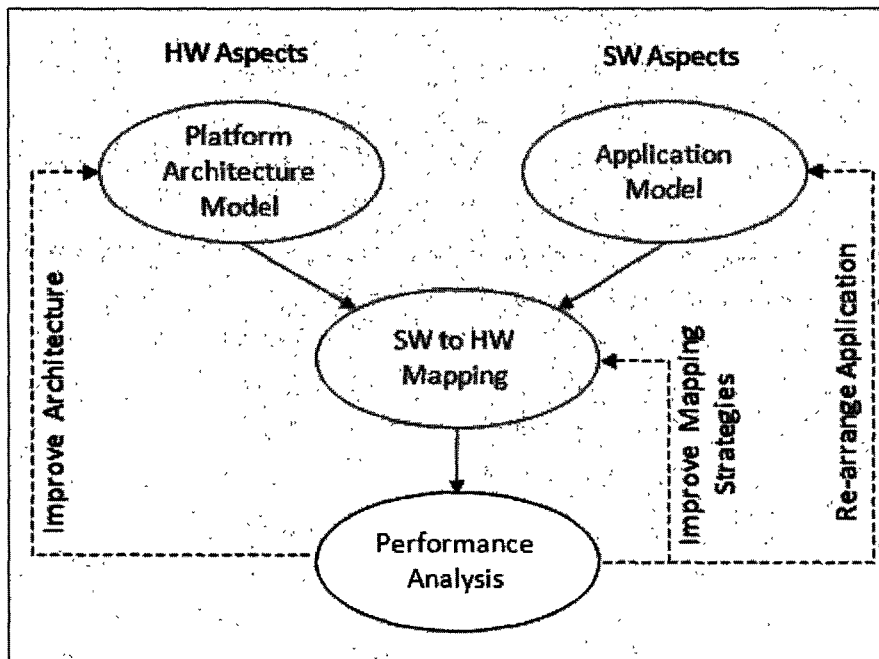 HW Aspects
SW Aspects
Platform
Architecture
Model
Application
Model
SW to HW
Mapping
Performance
Analysis
Improve Architecture
Improve Mapping
Strategies
Re-arrange Application